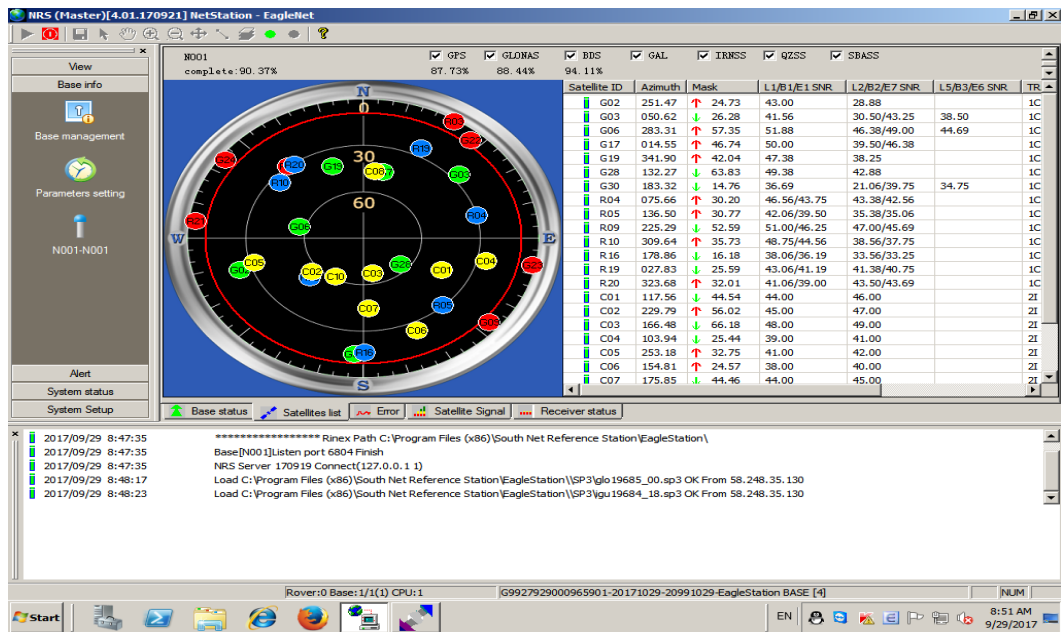 NRS (Master)[4.01.170921] NetStation - EagleNet
View
Base info
Base management
Parameters setting
N001-N001
Alert
System status
System Setup
N001
complete:90.37%
GPS GLONAS BDS GAL IRNSS QZSS SBASS
87.73% 88.44% 94.11%
N
0
30
60
W
E
S
R03
G22
R19
G24
R20
R10
G19
C08
G03
R21
R04
G06
C05
C02
C10
C03
G28
C01
C04
G23
C07
R05
C06
R16
Satellite ID Azimuth Mask L1/B1/E1 SNR L2/B2/E7 SNR L5/B3/E6 SNR TR
G02 251.47 24.73 43.00 28.88 1C
G03 050.62 26.28 41.56 30.50/43.25 38.50 1C
G06 283.31 57.35 51.88 46.38/49.00 44.69 1C
G17 014.55 46.74 50.00 39.50/46.38 1C
G19 341.90 42.04 47.38 38.25 1C
G28 132.27 63.83 49.38 42.88 1C
G30 183.32 14.76 36.69 21.06/39.75 34.75 1C
R04 075.66 30.20 46.56/43.75 43.38/42.56 1C
R05 136.50 30.77 42.06/39.50 35.38/35.06 1C
R09 225.29 52.59 51.00/46.25 47.00/45.69 1C
R10 309.64 35.73 48.75/44.56 38.56/37.75 1C
R16 178.86 16.18 38.06/36.19 33.56/33.25 1C
R19 027.83 25.59 43.06/41.19 41.38/40.75 1C
R20 323.68 32.01 41.06/39.00 43.50/43.69 1C
C01 117.56 44.54 44.00 46.00 2I
C02 229.79 56.02 45.00 47.00 2I
C03 166.48 66.18 48.00 49.00 2I
C04 103.94 25.44 39.00 41.00 2I
C05 253.18 32.75 41.00 42.00 2I
C06 154.81 24.57 38.00 40.00 2I
C07 175.85 44.46 44.00 45.00 2I
Base status Satellites list Error Satellite Signal Receiver status
2017/09/29 8:47:35 ****************** Rinex Path C:\Program Files (x86)\South Net Reference Station\EagleStation\
2017/09/29 8:47:35 Base[N001]Listen port 6804 Finish
2017/09/29 8:47:35 NRS Server 170919 Connect(127.0.0.1 1)
2017/09/29 8:48:17 Load C:\Program Files (x86)\South Net Reference Station\EagleStation\\SP3\glo19685_00.sp3 OK From 58.248.35.130
2017/09/29 8:48:23 Load C:\Program Files (x86)\South Net Reference Station\EagleStation\\SP3\igu19684_18.sp3 OK From 58.248.35.130
Rover:0 Base:1/1(1) CPU:1 G9927929000965901-20171029-20991029-EagleStation BASE [4] NUM
Start EN 8:51 AM
9/29/2017